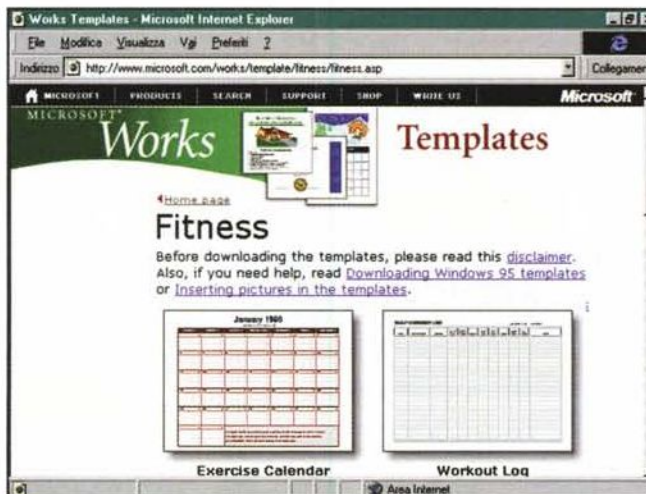 Works Templates - Microsoft Internet Explorer
File Modifica Visualizza Vai Preferiti ?
Indirizzo http://www.microsoft.com/works/template/fitness/fitness.asp Collegamen
MICROSOFT PRODUCTS SEARCH SUPPORT SHOP WRITE US Microsoft
MICROSOFT
Works Templates
Home page
Fitness
Before downloading the templates, please read this disclaimer.
Also, if you need help, read Downloading Windows 95 templates
or Inserting pictures in the templates.
January 1998
Exercise Calendar Workout Log
Area Internet